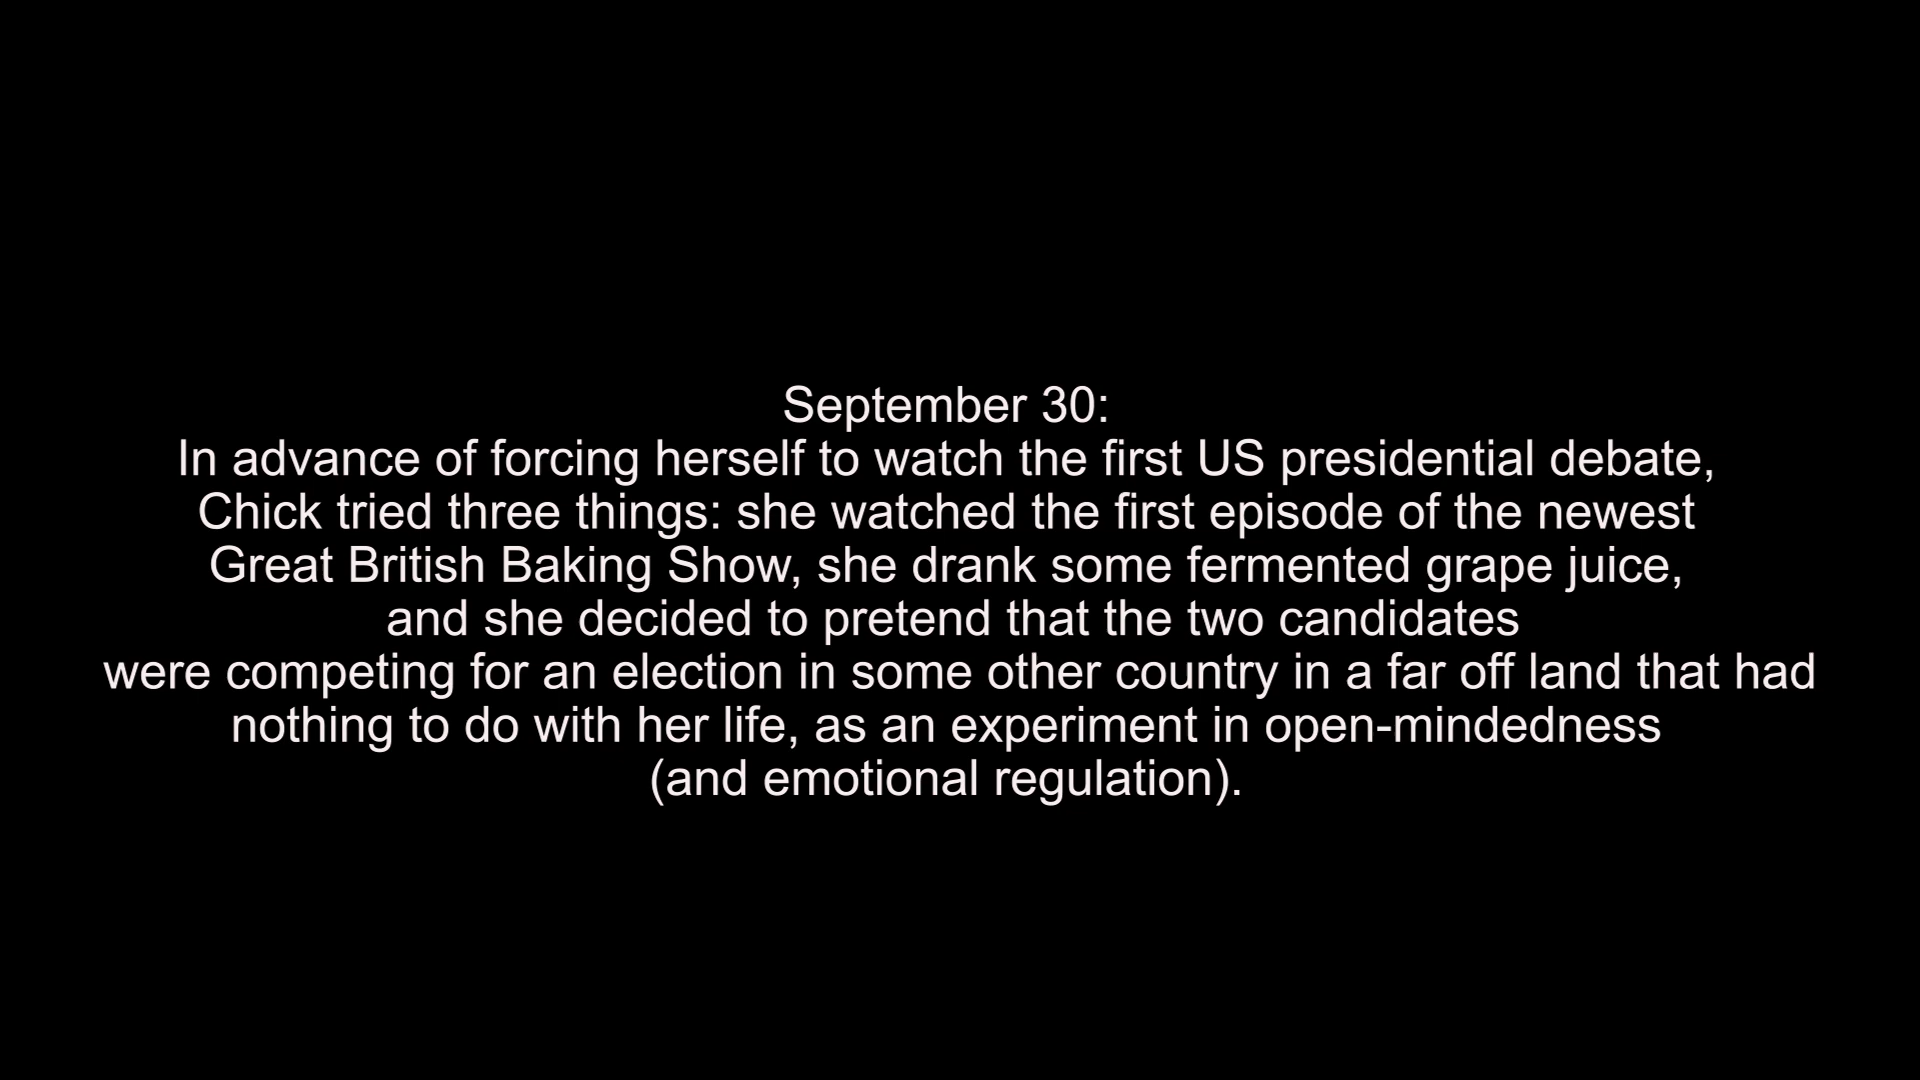 September 30:
In advance of forcing herself to watch the first US presidential debate,
Chick tried three things: she watched the first episode of the newest
Great British Baking Show, she drank some fermented grape juice,
and she decided to pretend that the two candidates
were competing for an election in some other country in a far off land that had
nothing to do with her life, as an experiment in open-mindedness
(and emotional regulation).